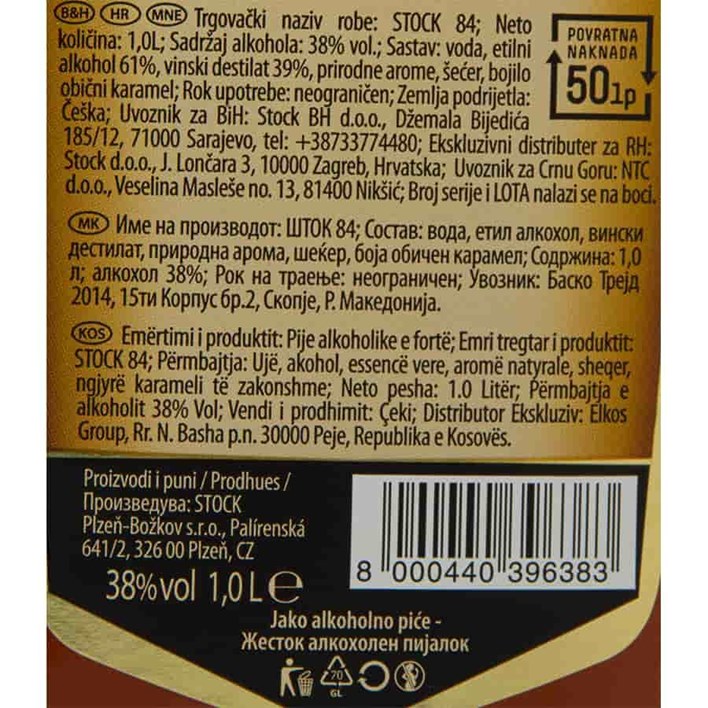 B&H HR MNE Trgovački naziv robe: STOCK 84; Neto
količina: 1,0L; Sadržaj alkohola: 38% vol.; Sastav: voda, etilni
alkohol 61%, vinski destilat 39%, prirodne arome, šećer, bojilo
obični karamel; Rok upotrebe: neograničen; Zemlja podrijetla:
Češka; Uvoznik za BiH: Stock BH d.o.o., Džemala Bijedića
185/12, 71000 Sarajevo, tel: +38733774480; Ekskluzivni distributer za RH:
Stock d.o.o., J. Lončara 3, 10000 Zagreb, Hrvatska; Uvoznik za Crnu Goru: NTC
d.o.o., Veselina Masleše no. 13, 81400 Nikšić; Broj serije i LOTA nalazi se na boci.
POVRATNA
NAKNADA
50lp
MK Име на производот: ШТОК 84; Состав: вода, етил алкохол, вински
дестилат, природна арома, шеќер, боја обичен карамел; Содржина: 1,0
л; алкохол 38%; Рок на траење: неограничен; Увозник: Баско Трејд
2014, 15ти Корпус бр.2, Скопје, Р. Македонија.
KOS Emërtimi i produktit: Pije alkoholike e fortë; Emri tregtar i produktit:
STOCK 84; Përmbajtja: Ujë, akohol, essencë vere, aromë natyrale, sheqer,
ngjyrë karameli të zakonshme; Neto pesha: 1.0 Litër; Përmbajtja e
alkoholit 38% Vol; Vendi i prodhimit: Çeki; Distributor Ekskluziv: Elkos
Group, Rr. N. Basha p.n. 30000 Peje, Republika e Kosovës.
Proizvodi i puni / Prodhues /
Произведува: STOCK
Plzeň-Božkov s.r.o., Palírenská
641/2, 326 00 Plzeň, CZ
38%vol 1,0L e
8 000440 396383
Jako alkoholno piće -
Жесток алкохолен пијалок
70
GL